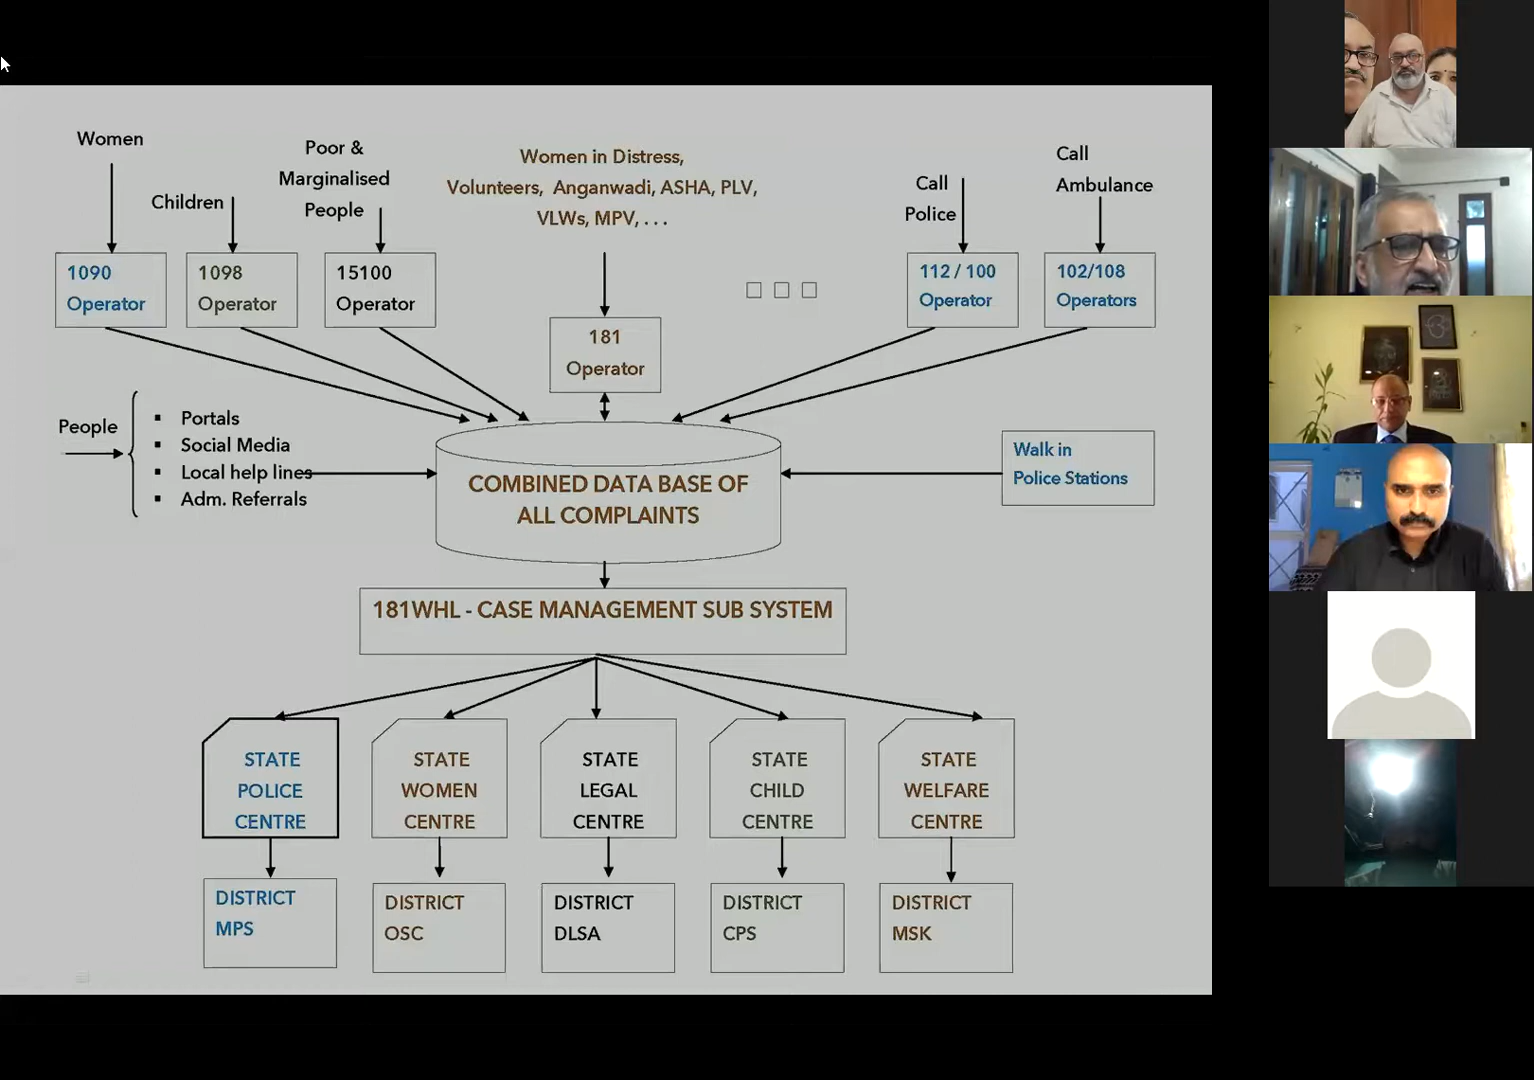 Women
Children
Poor &
Marginalised
People
Women in Distress,
Volunteers, Anganwadi, ASHA, PLV,
VLWs, MPV, . . .
Call
Police
Call
Ambulance
1090
Operator
1098
Operator
15100
Operator
181
Operator
112 / 100
Operator
102/108
Operators
People
▪ Portals
▪ Social Media
▪ Local help lines
▪ Adm. Referrals
COMBINED DATA BASE OF
ALL COMPLAINTS
Walk in
Police Stations
181WHL - CASE MANAGEMENT SUB SYSTEM
STATE
POLICE
CENTRE
STATE
WOMEN
CENTRE
STATE
LEGAL
CENTRE
STATE
CHILD
CENTRE
STATE
WELFARE
CENTRE
DISTRICT
MPS
DISTRICT
OSC
DISTRICT
DLSA
DISTRICT
CPS
DISTRICT
MSK